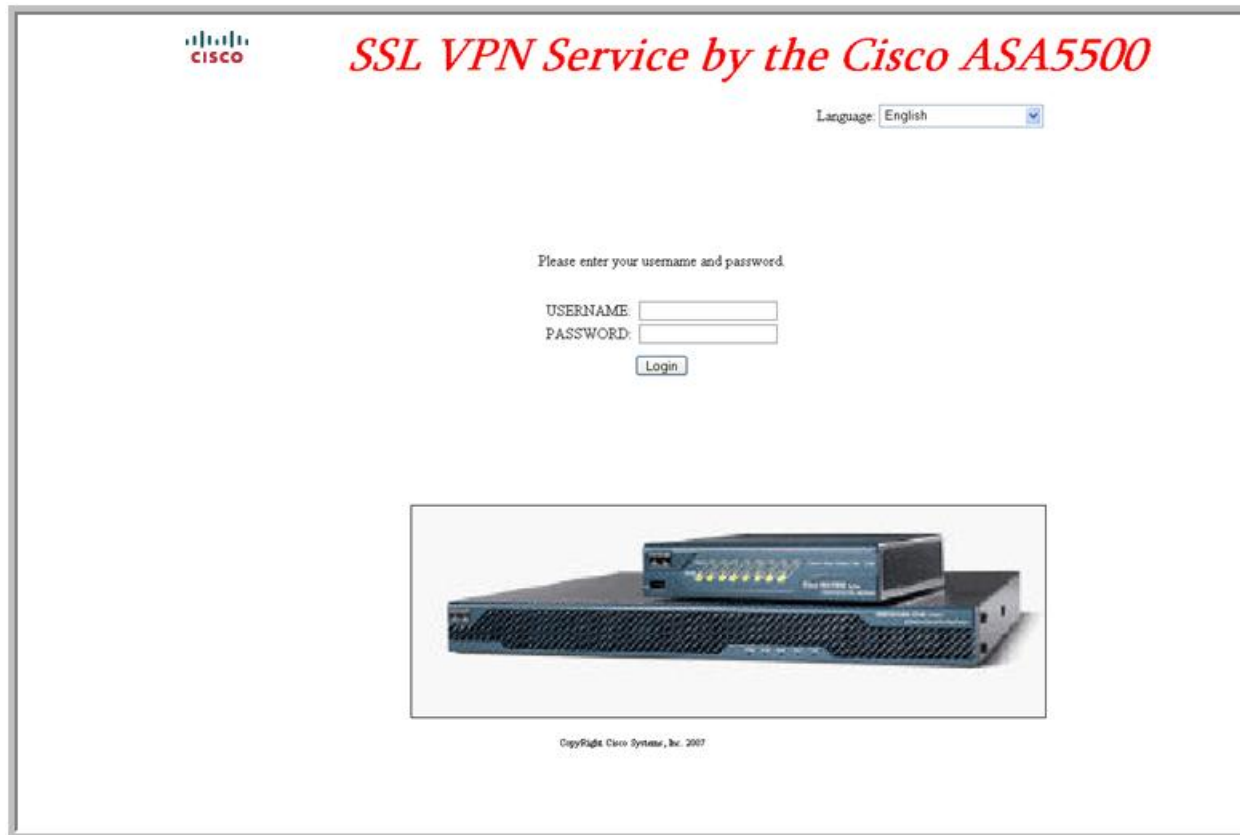 CISCO
SSL VPN Service by the Cisco ASA5500
Language: English
Please enter your username and password.
USERNAME:
PASSWORD:
Login
CopyRight Cisco Systems, Inc. 2007